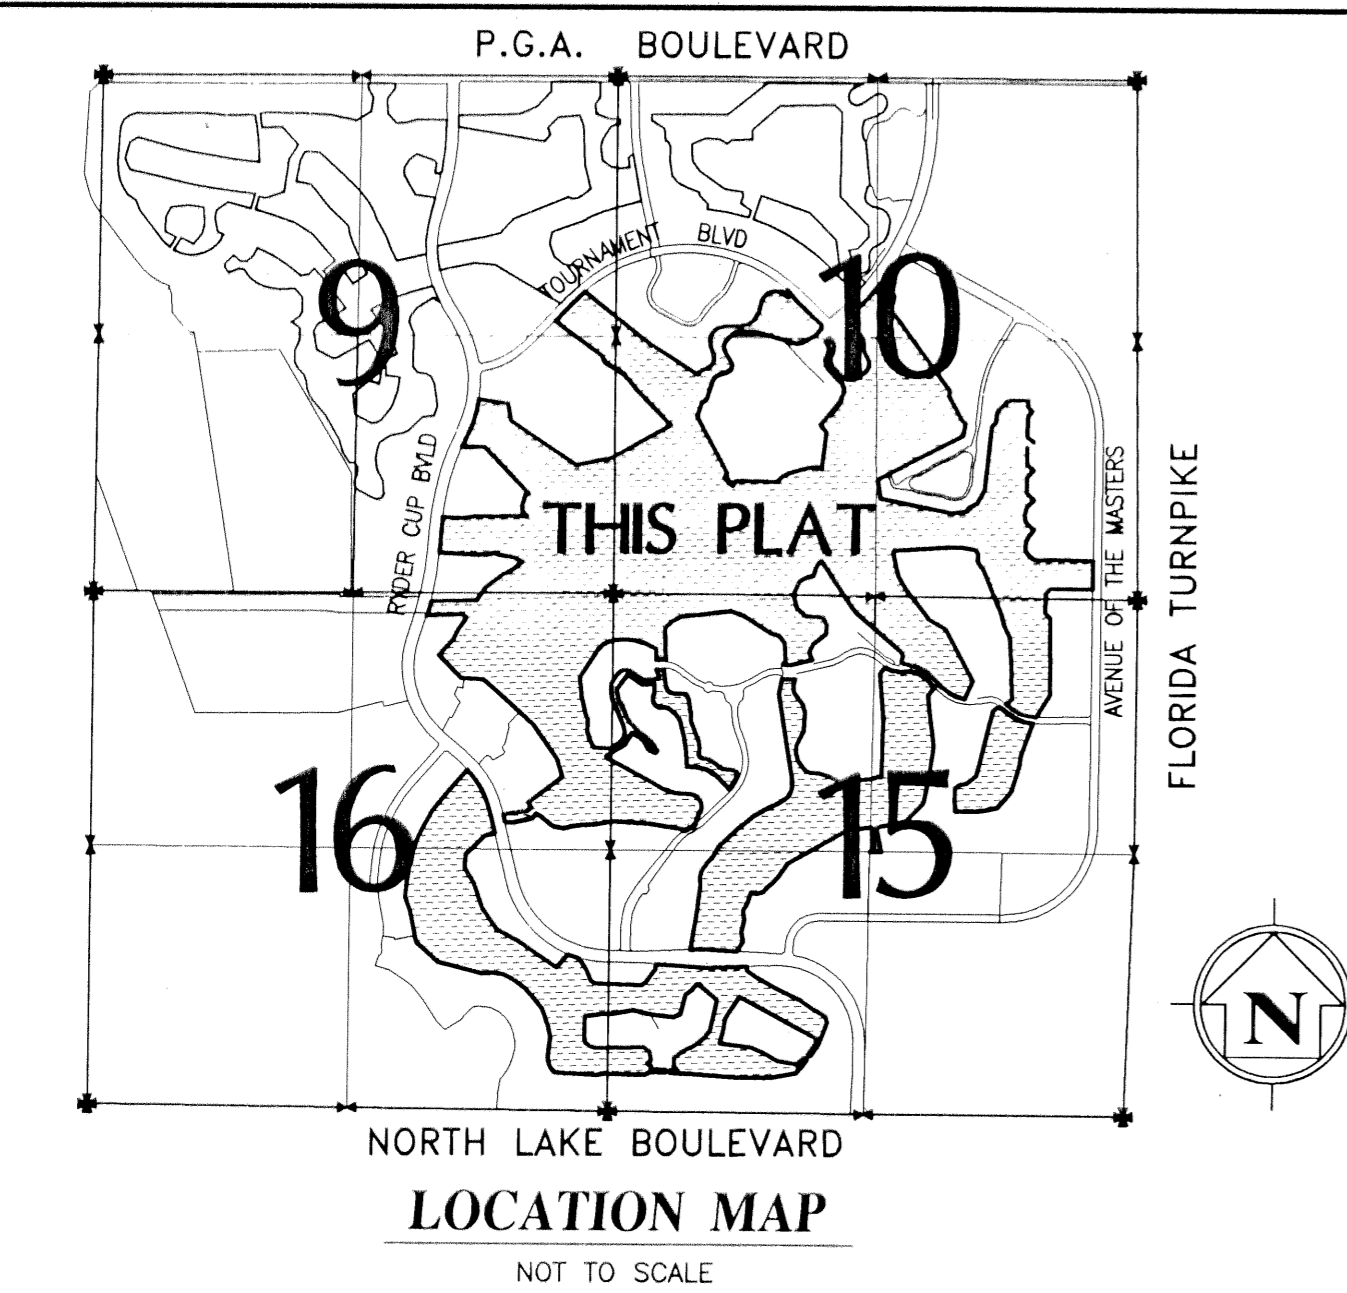 P.G.A. BOULEVARD
TOURNAMENT BLVD
9
10
RYDER CUP BVLD
THIS PLAT
AVENUE OF THE MASTERS
FLORIDA TURNPIKE
16
15
N
NORTH LAKE BOULEVARD
LOCATION MAP
NOT TO SCALE